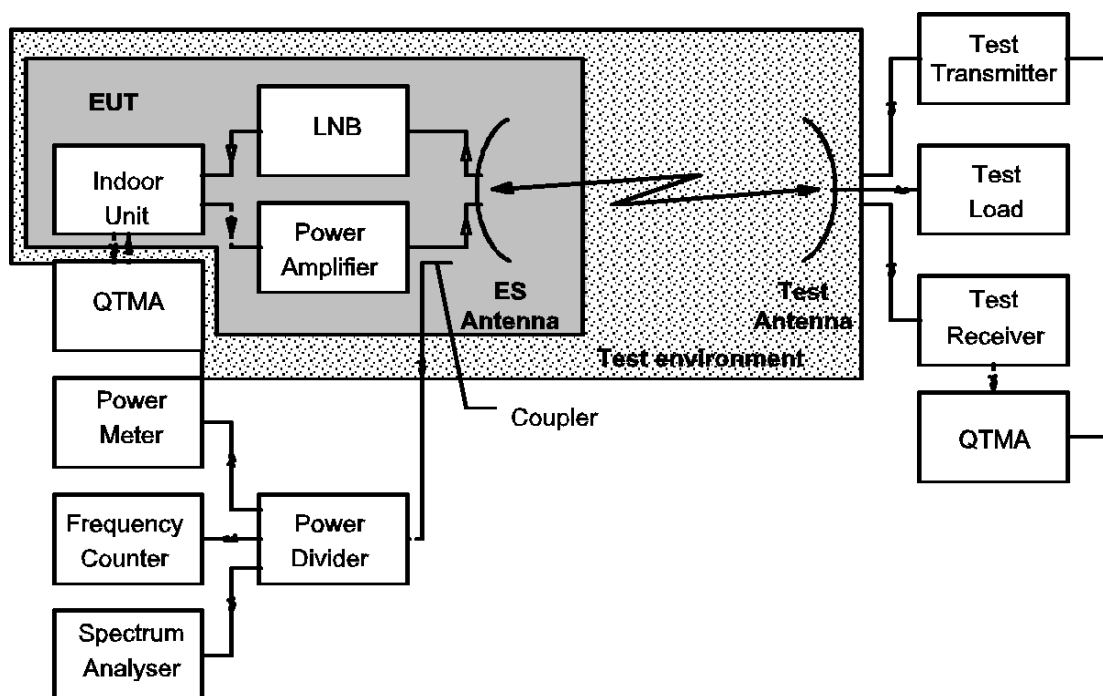 Test
Transmitter
EUT
LNB
Indoor
Unit
Test
Load
Power
Amplifier
QTMA
ES
Antenna
Test
Antenna
Test
Receiver
Test environment
Power
Meter
Coupler
QTMA
Frequency
Counter
Power
Divider
Spectrum
Analyser